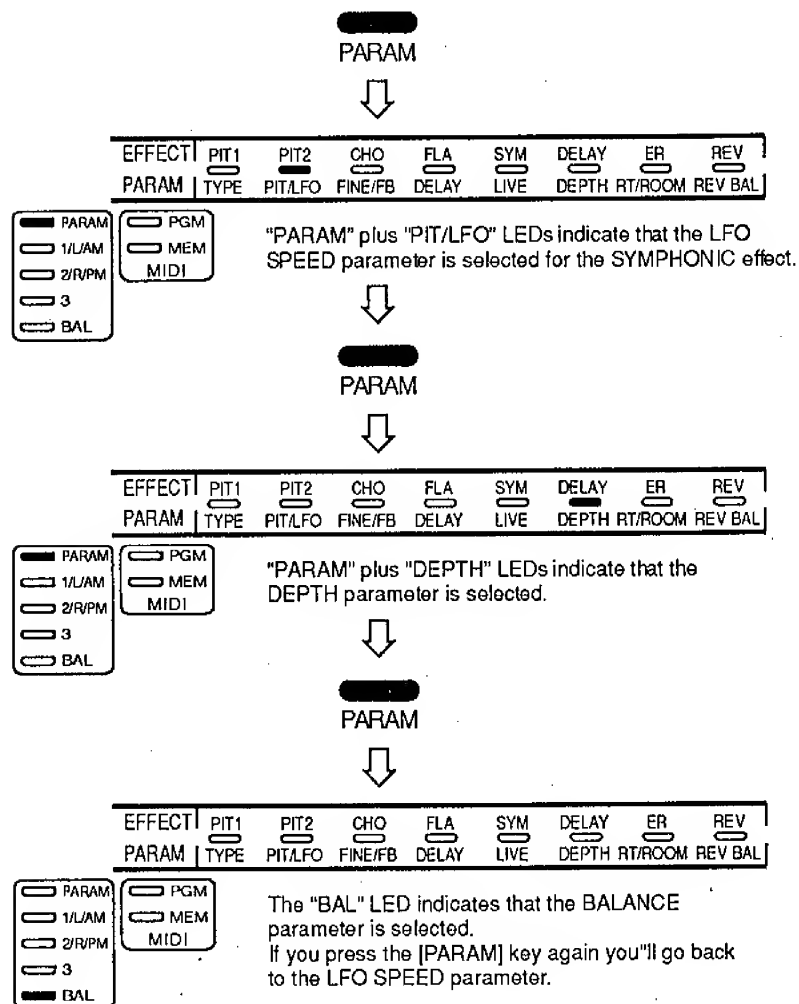 PARAM
EFFECT PIT1 PIT2 CHO FLA SYM DELAY ER REV
PARAM TYPE PIT/LFO FINE/FB DELAY LIVE DEPTH RT/ROOM REV BAL
PARAM
1/L/AM
2/R/PM
3
BAL
PGM
MEM
MIDI
"PARAM" plus "PIT/LFO" LEDs indicate that the LFO
SPEED parameter is selected for the SYMPHONIC effect.
PARAM
EFFECT PIT1 PIT2 CHO FLA SYM DELAY ER REV
PARAM TYPE PIT/LFO FINE/FB DELAY LIVE DEPTH RT/ROOM REV BAL
PARAM
1/L/AM
2/R/PM
3
BAL
PGM
MEM
MIDI
"PARAM" plus "DEPTH" LEDs indicate that the
DEPTH parameter is selected.
PARAM
EFFECT PIT1 PIT2 CHO FLA SYM DELAY ER REV
PARAM TYPE PIT/LFO FINE/FB DELAY LIVE DEPTH RT/ROOM REV BAL
PARAM
1/L/AM
2/R/PM
3
BAL
PGM
MEM
MIDI
The "BAL" LED indicates that the BALANCE
parameter is selected.
If you press the [PARAM] key again you"ll go back
to the LFO SPEED parameter.